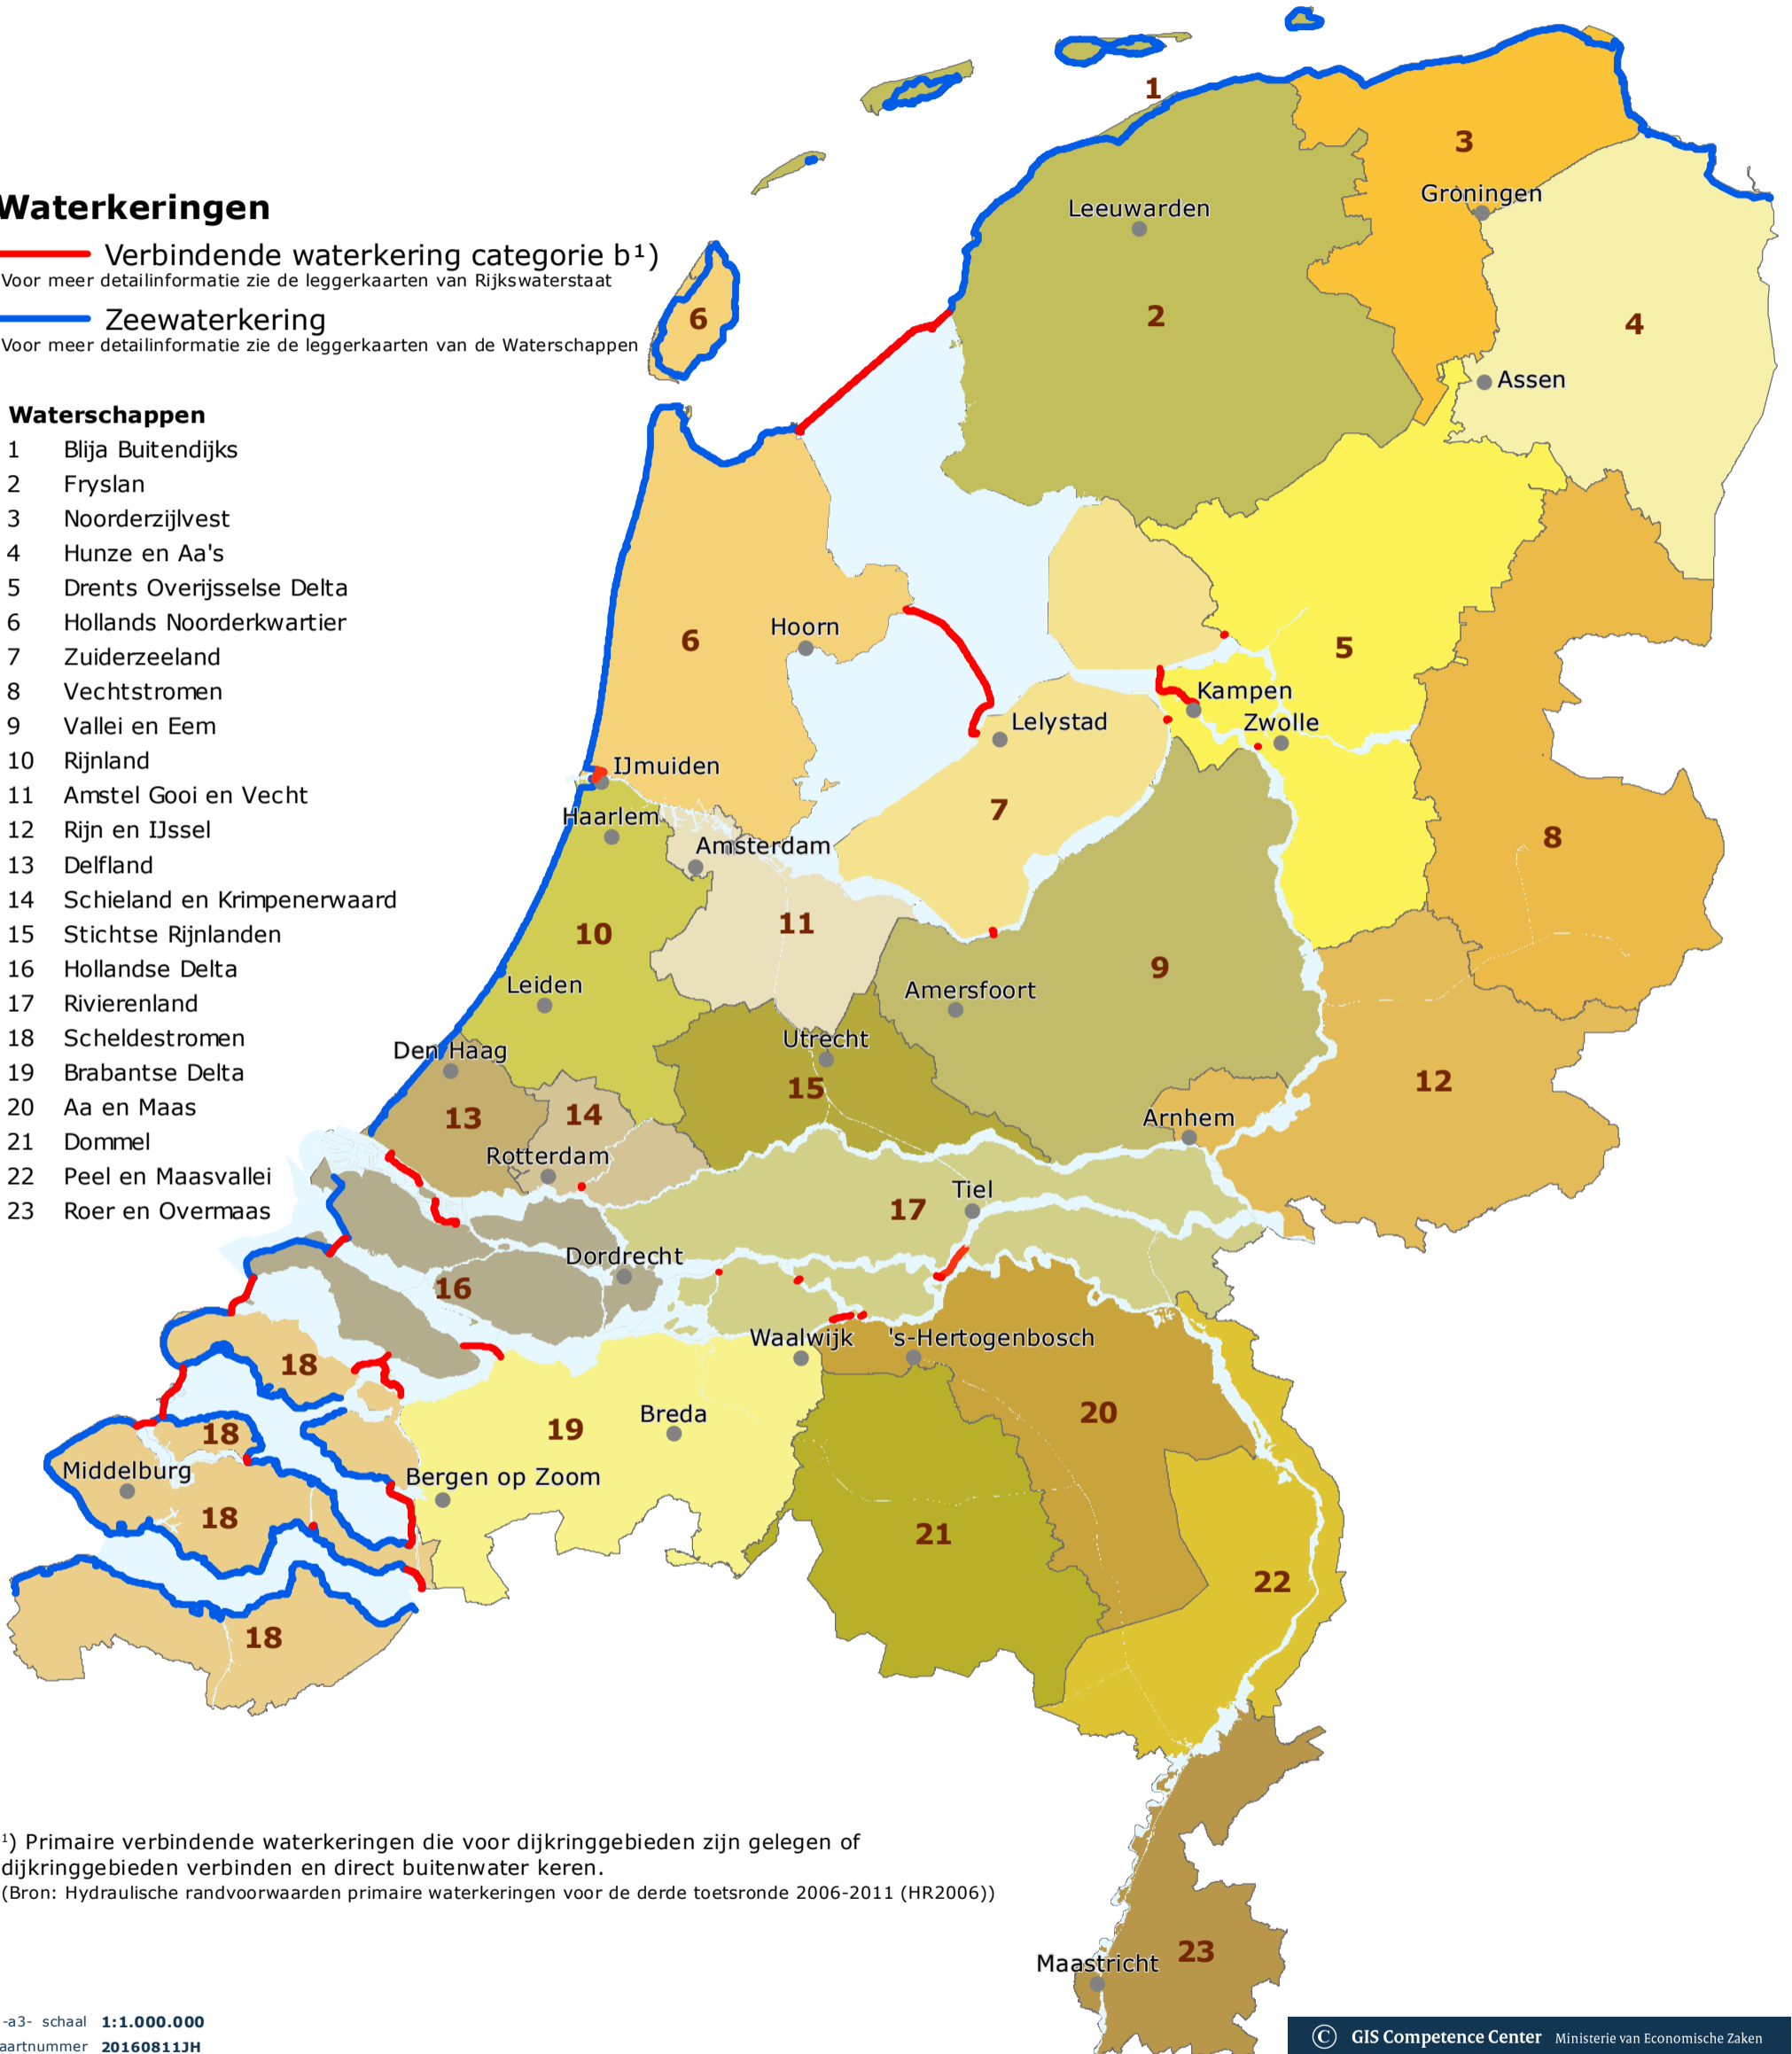 Waterkeringen
Verbindende waterkering categorie b¹)
Voor meer detailinformatie zie de leggerkaarten van Rijkswaterstaat
Zeewaterkering
Voor meer detailinformatie zie de leggerkaarten van de Waterschappen
Waterschappen
1 Blija Buitendijks
2 Fryslan
3 Noorderzijlvest
4 Hunze en Aa's
5 Drents Overijsselse Delta
6 Hollands Noorderkwartier
7 Zuiderzeeland
8 Vechtstromen
9 Vallei en Eem
10 Rijnland
11 Amstel Gooi en Vecht
12 Rijn en IJssel
13 Delfland
14 Schieland en Krimpenerwaard
15 Stichtse Rijnlanden
16 Hollandse Delta
17 Rivierenland
18 Scheldestromen
19 Brabantse Delta
20 Aa en Maas
21 Dommel
22 Peel en Maasvallei
23 Roer en Overmaas
1
3
Groningen
Leeuwarden
2
6
4
Assen
Hoorn
6
5
Kampen
Lelystad
Zwolle
IJmuiden
7
Haarlem
8
Amsterdam
11
10
9
Leiden
Amersfoort
Utrecht
Den Haag
12
15
13
14
Arnhem
Rotterdam
Tiel
17
Dordrecht
16
Waalwijk
's-Hertogenbosch
18
20
Breda
19
18
Middelburg
Bergen op Zoom
18
21
22
18
Maastricht
23
¹) Primaire verbindende waterkeringen die voor dijkringgebieden zijn gelegen of
dijkringgebieden verbinden en direct buitenwater keren.
(Bron: Hydraulische randvoorwaarden primaire waterkeringen voor de derde toetsronde 2006-2011 (HR2006))
-a3- schaal 1:1.000.000
aartnummer 20160811JH
© GIS Competence Center Ministerie van Economische Zaken